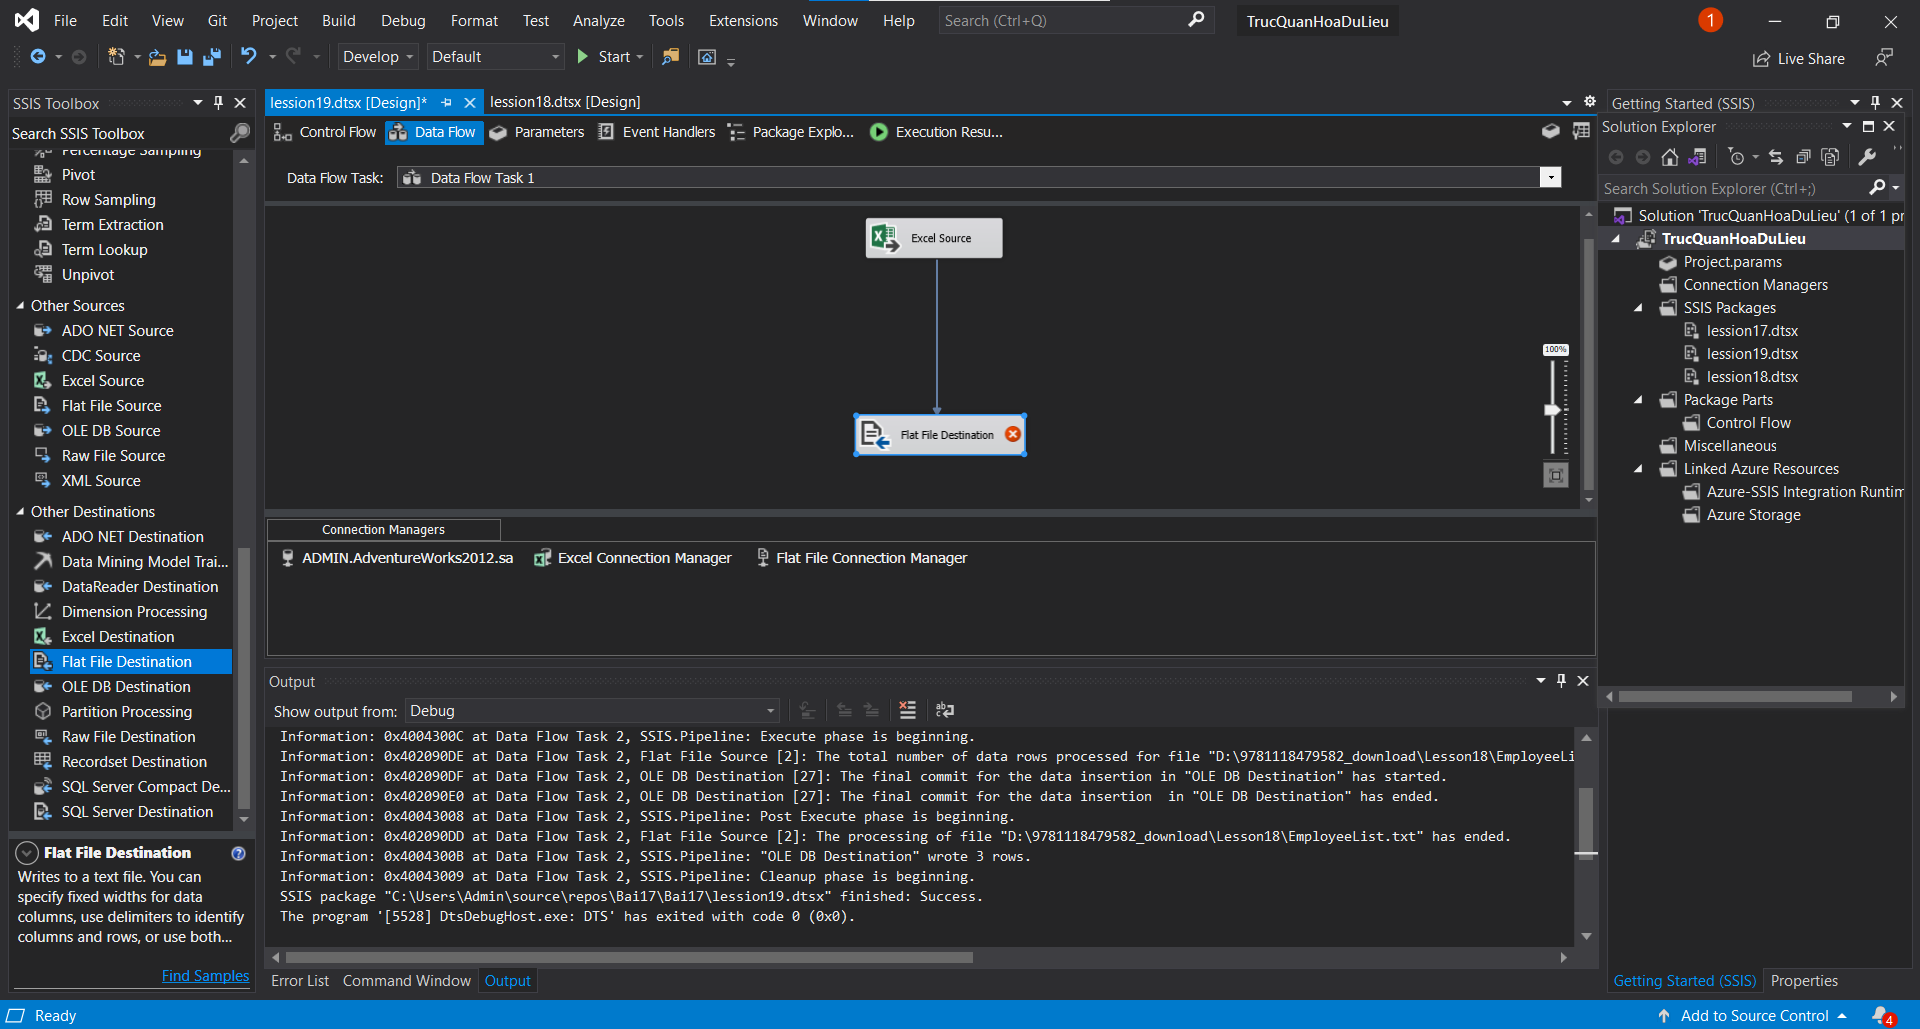 File Edit View Git Project Build Debug Format Test Analyze Tools Extensions Window Help Search (Ctrl+Q) TrucQuanHoaDuLieu 1
Develop Default Start Live Share
SSIS Toolbox
Search SSIS Toolbox
Percentage Sampling
Pivot
Row Sampling
Term Extraction
Term Lookup
Unpivot
Other Sources
ADO NET Source
CDC Source
Excel Source
Flat File Source
OLE DB Source
Raw File Source
XML Source
Other Destinations
ADO NET Destination
Data Mining Model Trai...
DataReader Destination
Dimension Processing
Excel Destination
Flat File Destination
OLE DB Destination
Partition Processing
Raw File Destination
Recordset Destination
SQL Server Compact De...
SQL Server Destination
Flat File Destination
Writes to a text file. You can
specify fixed widths for data
columns, use delimiters to identify
columns and rows, or use both...
Find Samples
lession19.dtsx [Design]* lession18.dtsx [Design]
Control Flow Data Flow Parameters Event Handlers Package Explo... Execution Resu...
Data Flow Task: Data Flow Task 1
Excel Source
Flat File Destination
100%
Connection Managers
ADMIN.AdventureWorks2012.sa Excel Connection Manager Flat File Connection Manager
Output
Show output from: Debug
Information: 0x4004300C at Data Flow Task 2, SSIS.Pipeline: Execute phase is beginning.
Information: 0x402090DE at Data Flow Task 2, Flat File Source [2]: The total number of data rows processed for file "D:\9781118479582_download\Lesson18\EmployeeLi
Information: 0x402090DF at Data Flow Task 2, OLE DB Destination [27]: The final commit for the data insertion in "OLE DB Destination" has started.
Information: 0x402090E0 at Data Flow Task 2, OLE DB Destination [27]: The final commit for the data insertion  in "OLE DB Destination" has ended.
Information: 0x40043008 at Data Flow Task 2, SSIS.Pipeline: Post Execute phase is beginning.
Information: 0x402090DD at Data Flow Task 2, Flat File Source [2]: The processing of file "D:\9781118479582_download\Lesson18\EmployeeList.txt" has ended.
Information: 0x4004300B at Data Flow Task 2, SSIS.Pipeline: "OLE DB Destination" wrote 3 rows.
Information: 0x40043009 at Data Flow Task 2, SSIS.Pipeline: Cleanup phase is beginning.
SSIS package "C:\Users\Admin\source\repos\Bai17\Bai17\lession19.dtsx" finished: Success.
The program '[5528] DtsDebugHost.exe: DTS' has exited with code 0 (0x0).
Error List Command Window Output
Getting Started (SSIS)
Solution Explorer
Search Solution Explorer (Ctrl+;)
Solution 'TrucQuanHoaDuLieu' (1 of 1 pr
TrucQuanHoaDuLieu
Project.params
Connection Managers
SSIS Packages
lession17.dtsx
lession19.dtsx
lession18.dtsx
Package Parts
Control Flow
Miscellaneous
Linked Azure Resources
Azure-SSIS Integration Runtim
Azure Storage
Getting Started (SSIS) Properties
Ready Add to Source Control 4